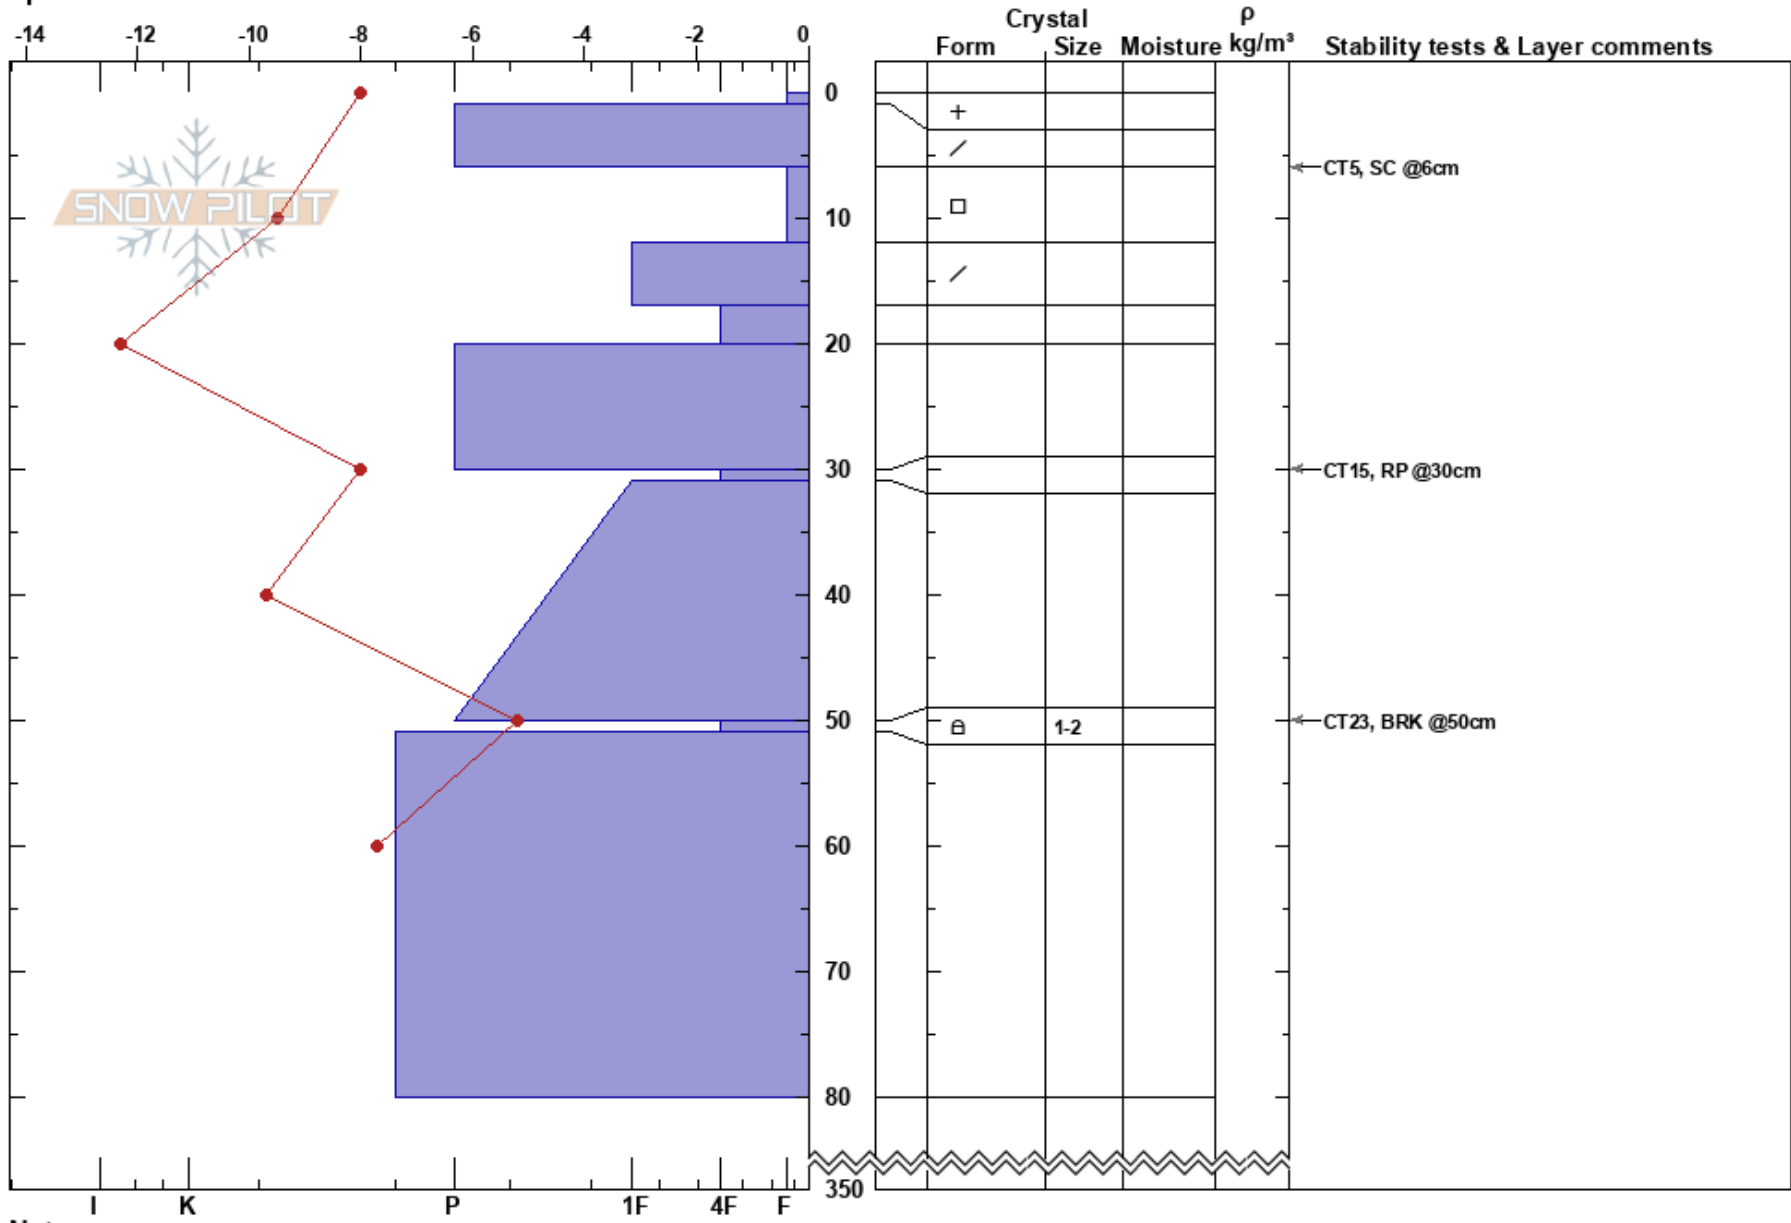 -14 -12 -10 -8 -6 -4 -2 0
Crystal
ρ
Form Size Moisture kg/m³ Stability tests & Layer comments
0
+
CT5, SC @6cm
SNOW PILOT
10
20
30
CT15, RP @30cm
40
50
1-2
CT23, BRK @50cm
60
70
80
350
I K P 1F 4F F